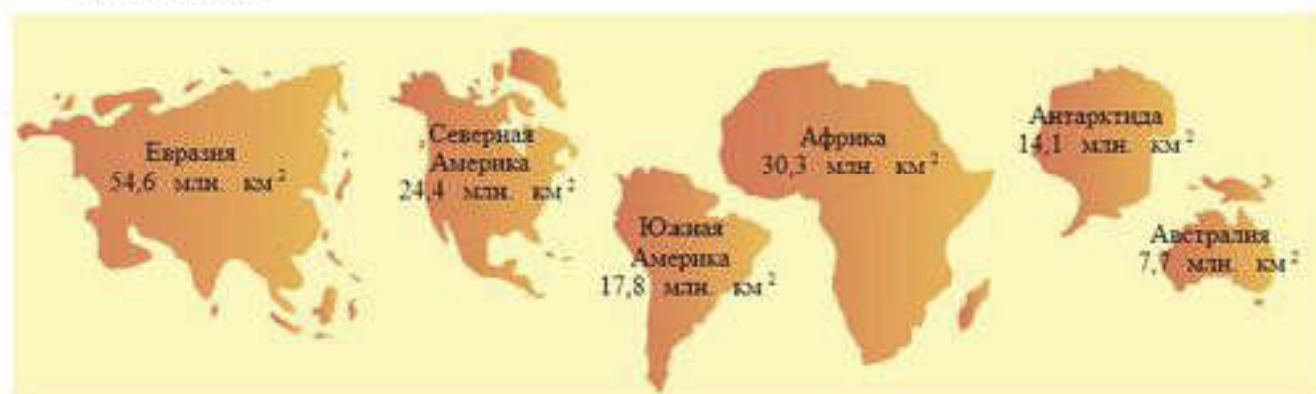 Евразия
54,6 млн. км²
Северная
Америка
24,4 млн. км²
Южная
Америка
17,8 млн. км²
Африка
30,3 млн. км²
Антарктида
14,1 млн. км²
Австралия
7,7 млн. км²